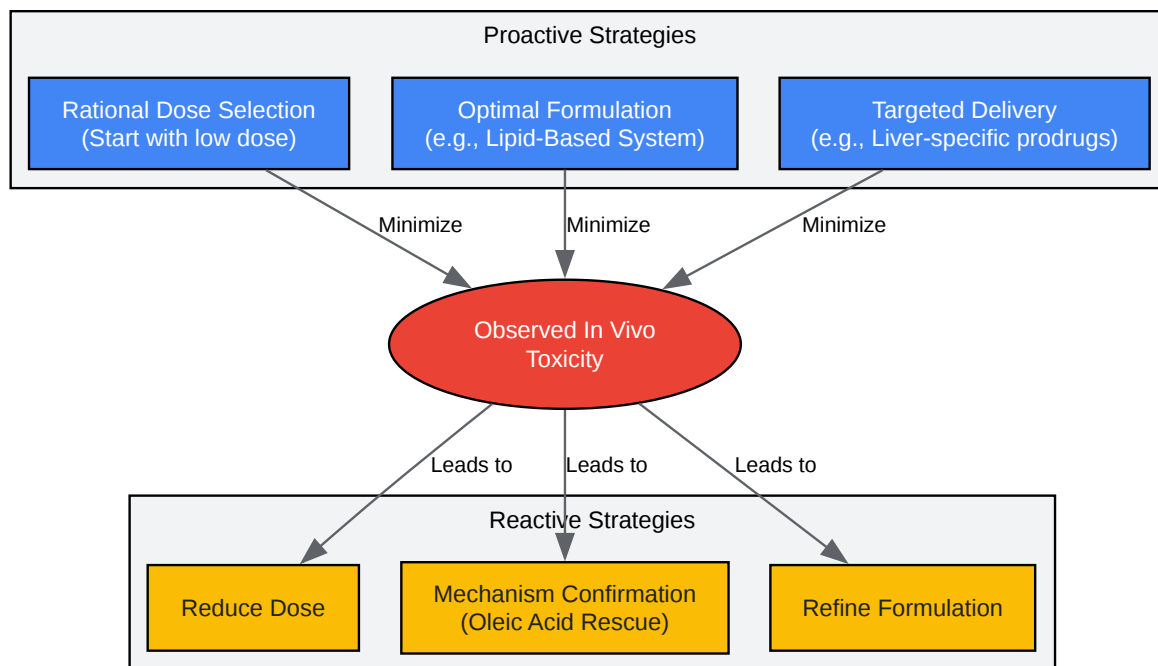 Proactive Strategies
Rational Dose Selection
(Start with low dose)
Optimal Formulation
(e.g., Lipid-Based System)
Targeted Delivery
(e.g., Liver-specific prodrugs)
Minimize
Minimize
Minimize
Observed In Vivo
Toxicity
Leads to
Leads to
Leads to
Reactive Strategies
Reduce Dose
Mechanism Confirmation
(Oleic Acid Rescue)
Refine Formulation